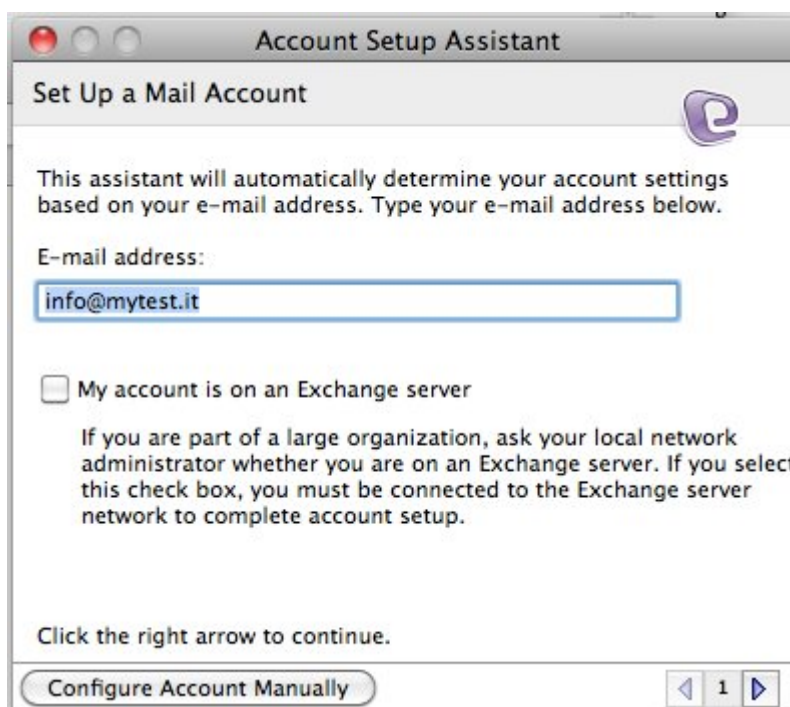 Account Setup Assistant
Set Up a Mail Account
This assistant will automatically determine your account settings
based on your e-mail address. Type your e-mail address below.
E-mail address:
info@mytest.it
My account is on an Exchange server
If you are part of a large organization, ask your local network
administrator whether you are on an Exchange server. If you select
this check box, you must be connected to the Exchange server
network to complete account setup.
Click the right arrow to continue.
Configure Account Manually
1